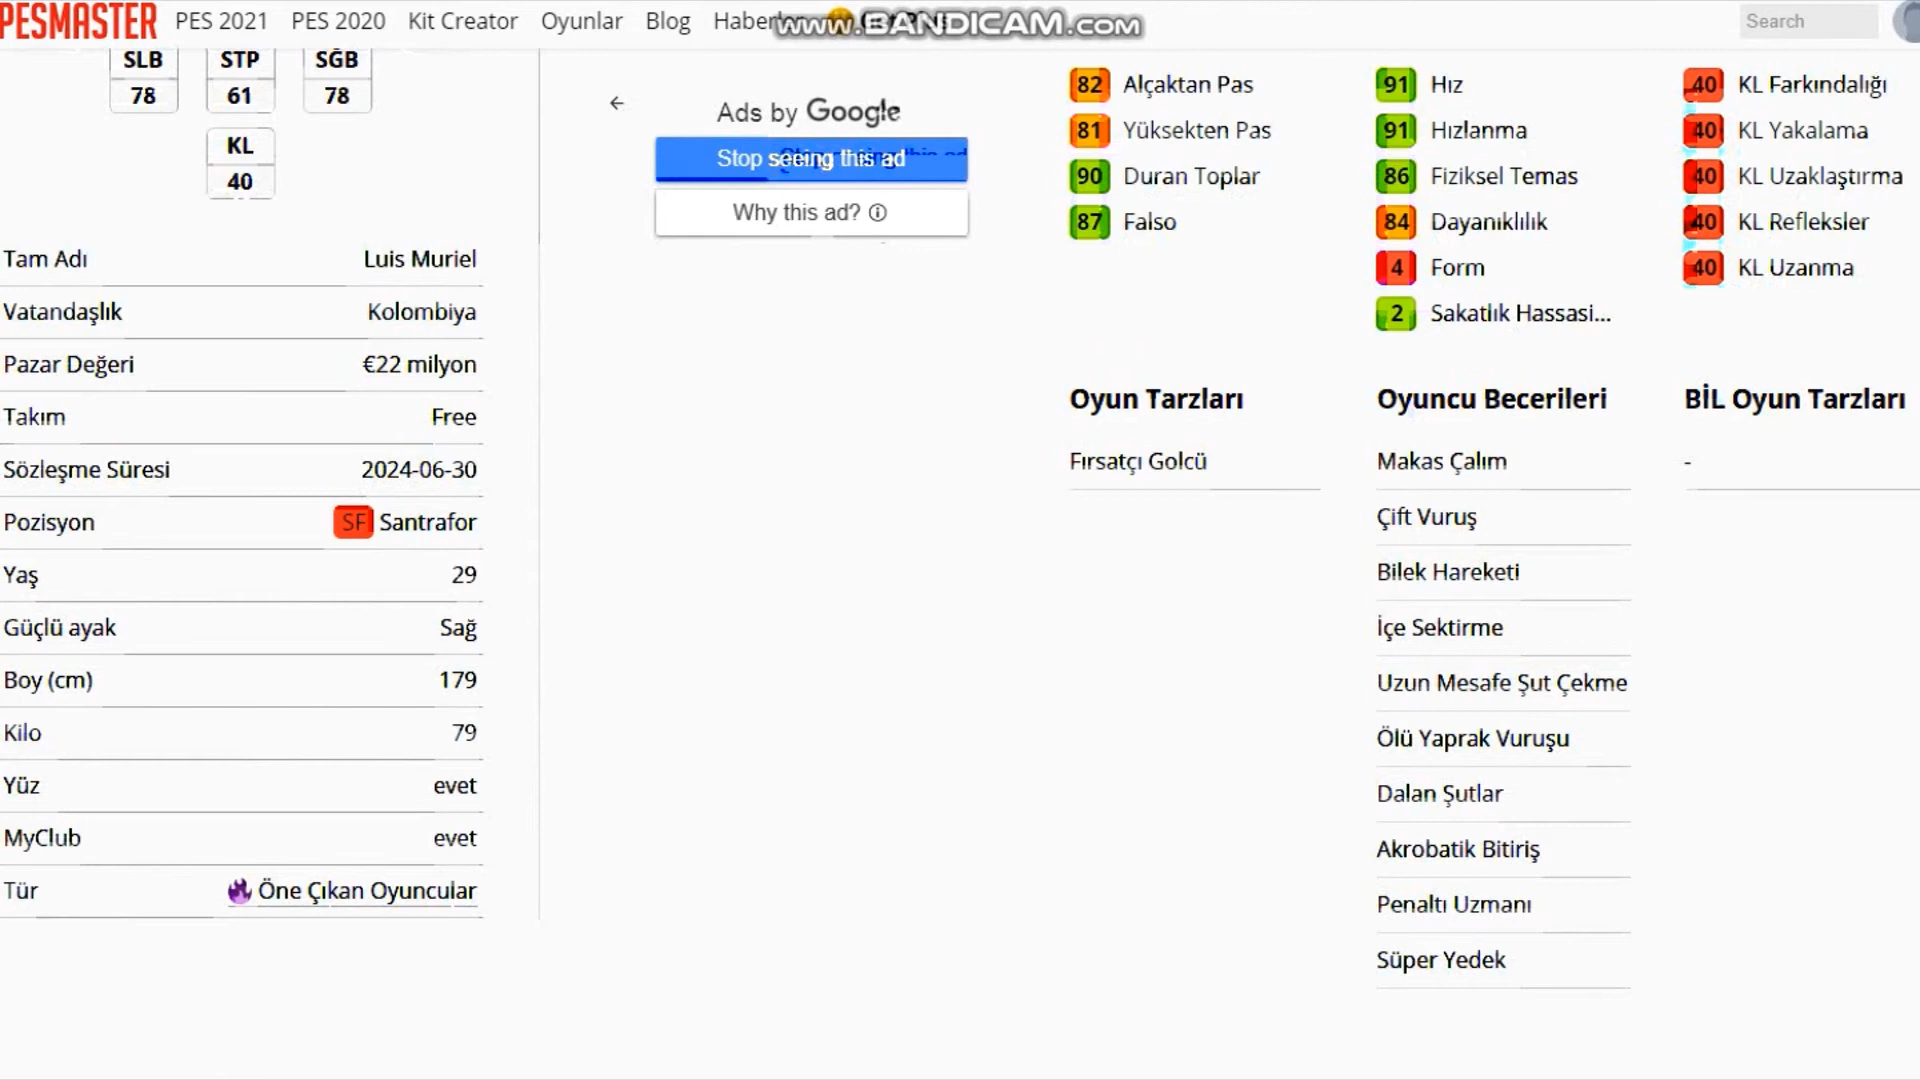 PESMASTER PES 2021 PES 2020 Kit Creator Oyunlar Blog Haberler
www.BANDICAM.com
Search
SLB STP SĞB
78 61 78
KL
40
Tam Adı Luis Muriel
Vatandaşlık Kolombiya
Pazar Değeri €22 milyon
Takım Free
Sözleşme Süresi 2024-06-30
Pozisyon SF Santrafor
Yaş 29
Güçlü ayak Sağ
Boy (cm) 179
Kilo 79
Yüz evet
MyClub evet
Tür Öne Çıkan Oyuncular
Ads by Google
Stop seeing this ad
Why this ad?
82 Alçaktan Pas
81 Yüksekten Pas
90 Duran Toplar
87 Falso
91 Hız
91 Hızlanma
86 Fiziksel Temas
84 Dayanıklılık
4 Form
2 Sakatlık Hassasi...
40 KL Farkındalığı
40 KL Yakalama
40 KL Uzaklaştırma
40 KL Refleksler
40 KL Uzanma
Oyun Tarzları
Fırsatçı Golcü
Oyuncu Becerileri
Makas Çalım
Çift Vuruş
Bilek Hareketi
İçe Sektirme
Uzun Mesafe Şut Çekme
Ölü Yaprak Vuruşu
Dalan Şutlar
Akrobatik Bitiriş
Penaltı Uzmanı
Süper Yedek
BİL Oyun Tarzları
-